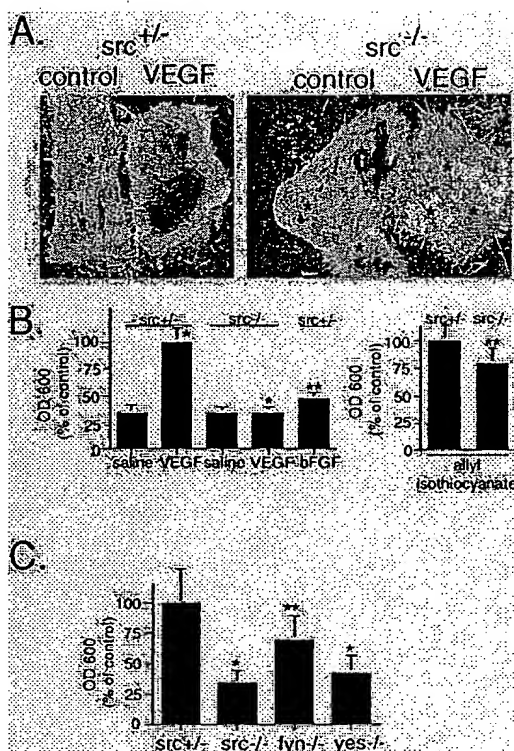 A.
src+/- src-/-
control VEGF control VEGF
B
OD 600
(% of control)
100
75
50
25
0
src+/- src-/- src+/-
* * **
saline VEGF saline VEGF bFGF
OD 600
(% of control)
100
75
50
25
0
src+/- src-/-
**
allyl
isothiocyanate
C.
OD 600
(% of control)
100
75
50
25
0
* ** *
src+/- src-/- fyn-/- yes-/-